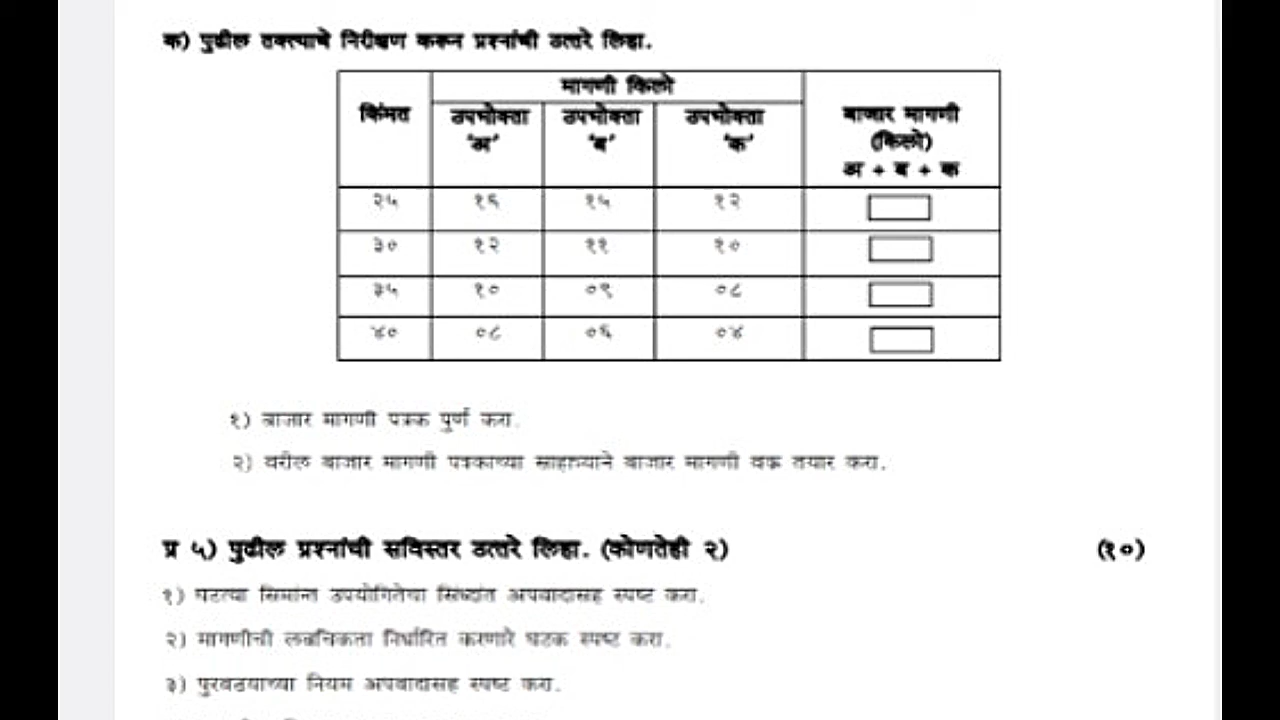 क) पुढील तक्त्याचे निरीक्षण करून प्रश्नांची उत्तरे लिहा.
किंमत मागणी किलो बाजार मागणी (किलो) अ + ब + क
उपभोक्ता 'अ' उपभोक्ता 'ब' उपभोक्ता 'क'
२५ १६ १५ १२
३० १२ ११ १०
३५ १० ०९ ०८
४० ०८ ०६ ०४
१) बाजार मागणी पत्रक पुर्ण करा.
२) वरील बाजार मागणी पत्रकाच्या साहाय्याने बाजार मागणी वक्र तयार करा.
प्र ५) पुढील प्रश्नांची सविस्तर उत्तरे लिहा. (कोणतेही २) (१०)
१) घटत्या सिमांन्त उपयोगितेचा सिध्दांत अपवादासह स्पष्ट करा.
२) मागणीची लवचिकता निर्धारित करणारे घटक स्पष्ट करा.
३) पुरवठयाच्या नियम अपवादासह स्पष्ट करा.